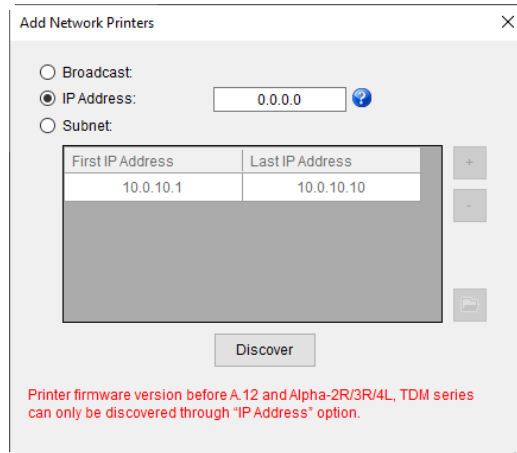 Add Network Printers
Broadcast:
IP Address: 0.0.0.0 ?
Subnet:
First IP Address Last IP Address +
10.0.10.1 10.0.10.10
-
Discover
Printer firmware version before A.12 and Alpha-2R/3R/4L, TDM series
can only be discovered through “IP Address” option.